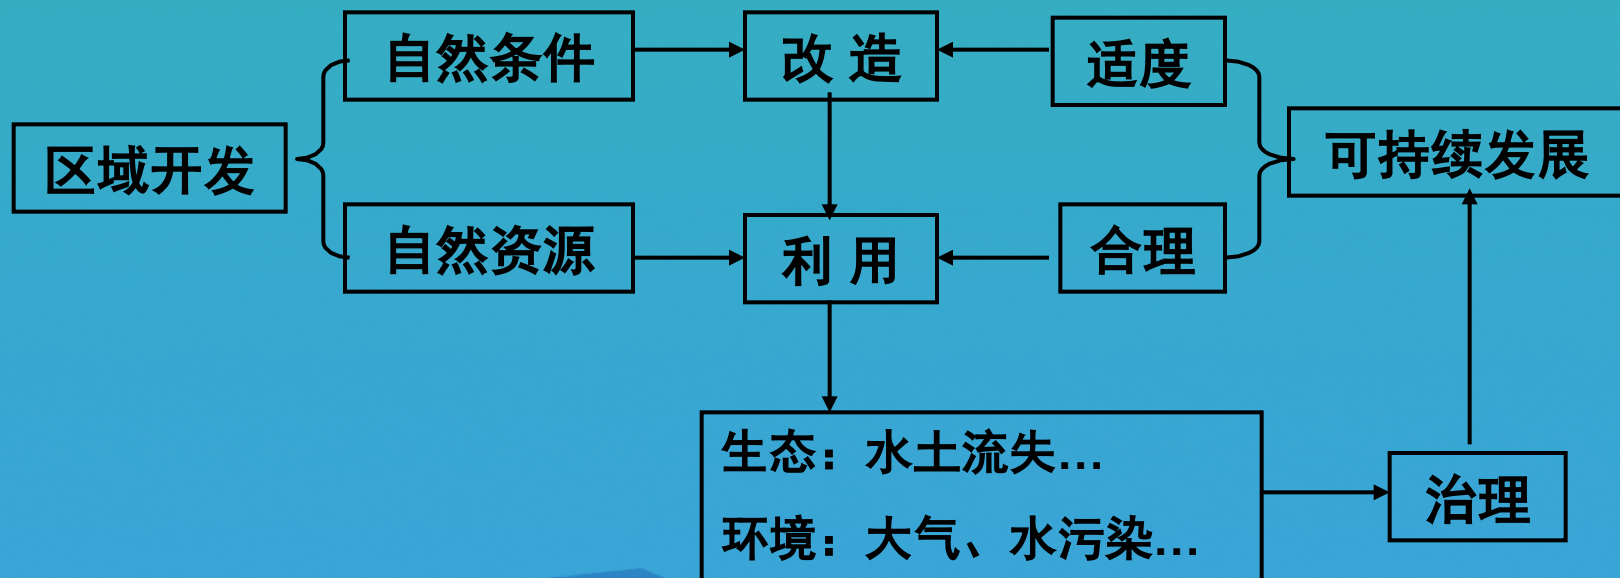 自然条件
改 造
适度
区域开发
可持续发展
自然资源
利 用
合理
生态：水土流失…
环境：大气、水污染…
治理